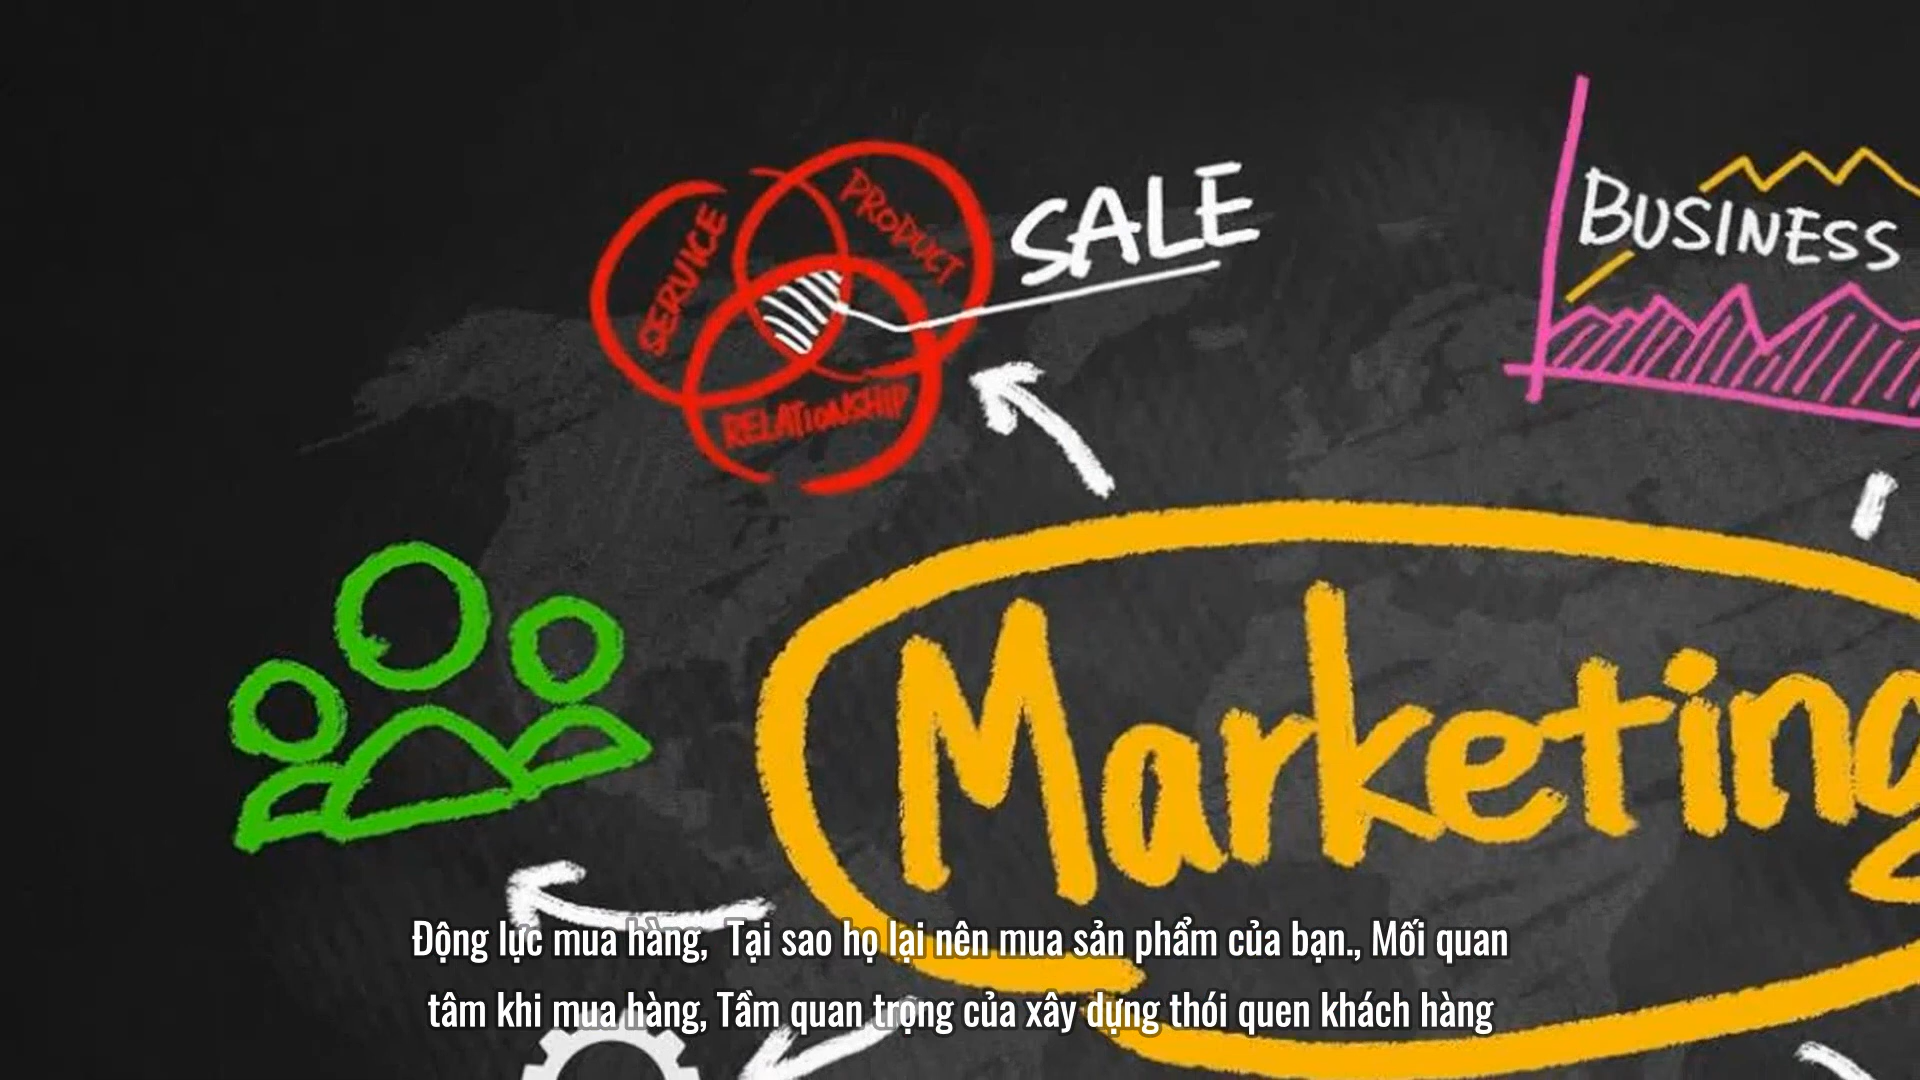 SERVICE
PRODUCT
RELATIONSHIP
SALE
BUSINESS
Marketing
Động lực mua hàng,  Tại sao họ lại nên mua sản phẩm của bạn., Mối quan
tâm khi mua hàng, Tầm quan trọng của xây dựng thói quen khách hàng